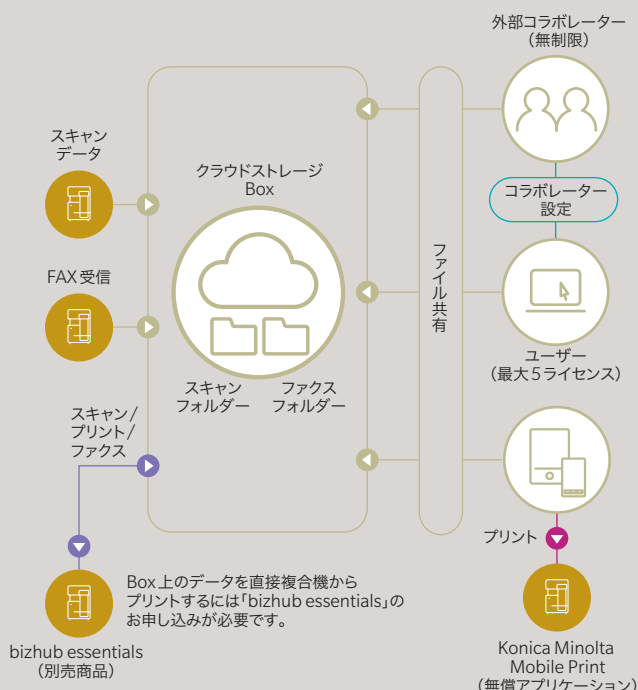 外部コラボレーター
（無制限）
スキャン
データ
クラウドストレージ
Box
コラボレーター
設定
FAX受信
ファイル共有
ユーザー
（最大5ライセンス）
スキャン
フォルダー
ファクス
フォルダー
スキャン/
プリント/
ファクス
プリント
Box上のデータを直接複合機から
プリントするには「bizhub essentials」の
お申し込みが必要です。
bizhub essentials
（別売商品）
Konica Minolta
Mobile Print
（無償アプリケーション）